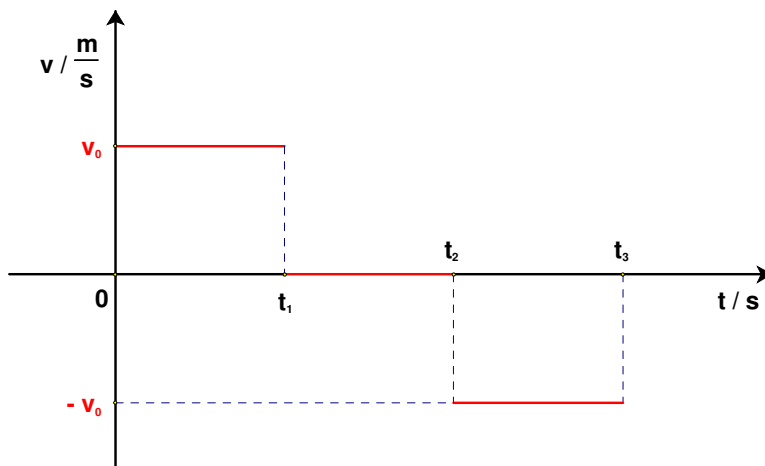 v / m/s
v₀
t₂
t₃
0
t₁
t / s
- v₀